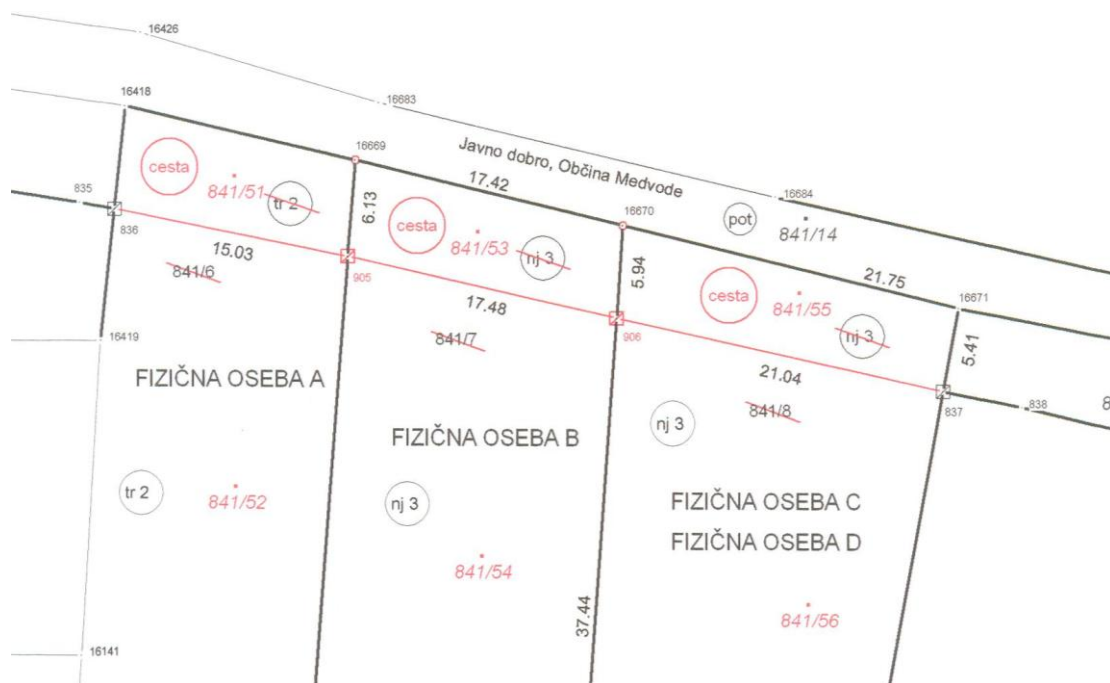 16426
16418
16683
16669
Javno dobro, Občina Medvode
16684
cesta
841/51
tr 2
17.42
16670
pot
841/14
835
836
6.13
cesta
841/53
nj 3
15.03
841/6
905
5.94
cesta
841/55
21.75
16671
17.48
841/7
906
nj 3
5.41
16419
21.04
841/8
837
838
FIZIČNA OSEBA A
nj 3
FIZIČNA OSEBA B
tr 2
841/52
nj 3
FIZIČNA OSEBA C
FIZIČNA OSEBA D
841/54
37.44
841/56
16141